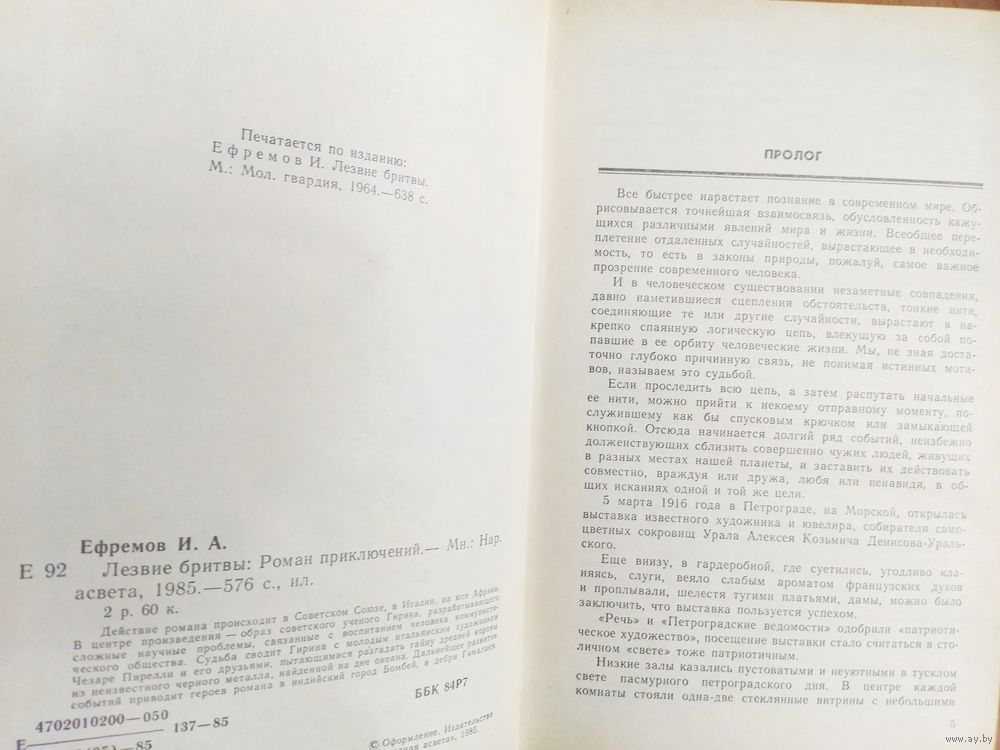 Печатается по изданию:
Ефремов И. Лезвие бритвы.
М.: Мол. гвардия, 1964.—638 с.
Ефремов И. А.
Е 92 Лезвие бритвы: Роман приключений.— Мн.: Нар.
асвета, 1985.—576 с., ил.
2 р. 60 к.
Действие романа происходит в Советском Союзе, в Италии, на юге Африки.
В центре произведения — образ советского ученого Гирина, разрабатывающего
сложные научные проблемы, связанные с воспитанием человека коммунисти-
ческого общества. Судьба сводит Гирина с молодым итальянским художником
Чезаре Пирелли и его друзьями, пытающимися разгадать тайну древней короны
из неизвестного черного металла, найденной на дне океана. Дальнейшее развитие
событий приводит героев романа в индийский город Бомбей, в дебри Гималаев.
4702010200—050
Е 137—85 ББК 84Р7
(05)—85
© Оформление. Издательство
асвета», 1985.
ПРОЛОГ
Все быстрее нарастает познание в современном мире. Об-
рисовывается точнейшая взаимосвязь, обусловленность кажу-
щихся различными явлений мира и жизни. Всеобщее пере-
плетение отдаленных случайностей, вырастающее в необходи-
мость, то есть в законы природы, пожалуй, самое важное
прозрение современного человека.
И в человеческом существовании незаметные совпадения,
давно наметившиеся сцепления обстоятельств, тонкие нити,
соединяющие те или другие случайности, вырастают в на-
крепко спаянную логическую цепь, влекущую за собой по-
павшие в ее орбиту человеческие жизни. Мы, не зная доста-
точно глубоко причинную связь, не понимая истинных моти-
вов, называем это судьбой.
Если проследить всю цепь, а затем распутать начальные
ее нити, можно прийти к некоему отправному моменту, по-
служившему как бы спусковым крючком или замыкающей
кнопкой. Отсюда начинается долгий ряд событий, неизбежно
долженствующих сблизить совершенно чужих людей, живущих
в разных местах нашей планеты, и заставить их действовать
совместно, враждуя или дружа, любя или ненавидя, в об-
щих исканиях одной и той же цели.
5 марта 1916 года в Петрограде, на Морской, открылась
выставка известного художника и ювелира, собирателя само-
цветных сокровищ Урала Алексея Козьмича Денисова-Ураль-
ского.
Еще внизу, в гардеробной, где суетились, угодливо кла-
няясь, слуги, веяло слабым ароматом французских духов
и проплывали, шелестя тугими платьями, дамы, можно было
заключить, что выставка пользуется успехом.
«Речь» и «Петроградские ведомости» одобрили «патриоти-
ческое художество», посещение выставки стало считаться в сто-
личном «свете» тоже патриотичным.
Низкие залы казались пустоватыми и неуютными в тусклом
свете пасмурного петроградского дня. В центре каждой
комнаты стояли одна-две стеклянные витрины с небольшими
5
www.ay.by